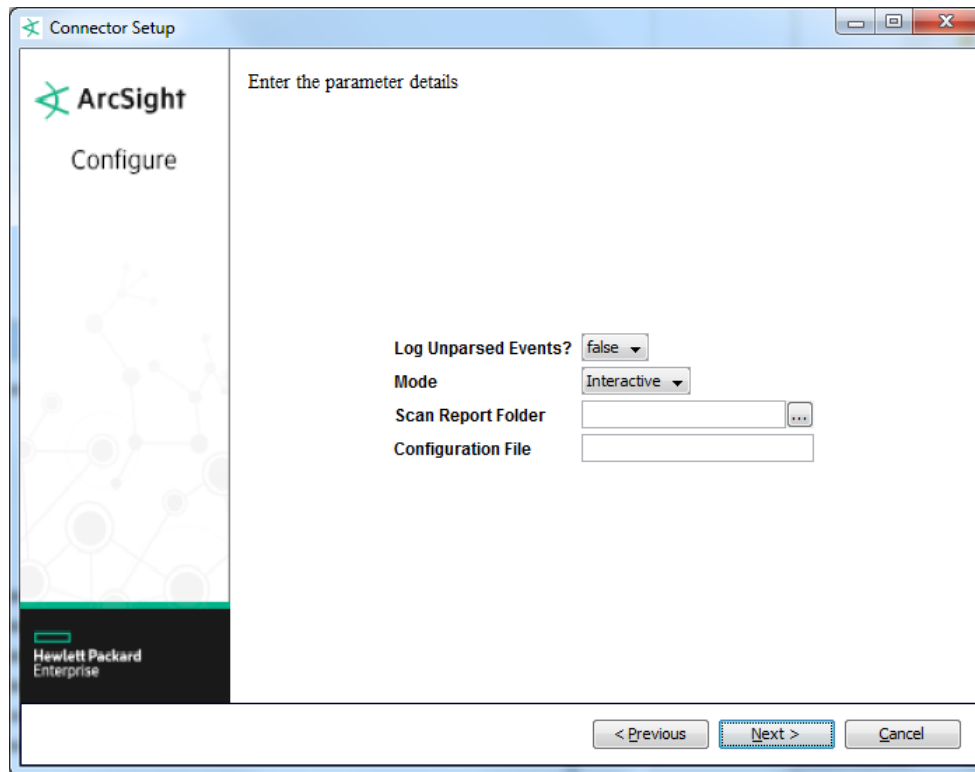 Connector Setup
ArcSight
Configure
Enter the parameter details
Log Unparsed Events? false
Mode Interactive
Scan Report Folder ...
Configuration File
Hewlett Packard
Enterprise
< Previous Next > Cancel